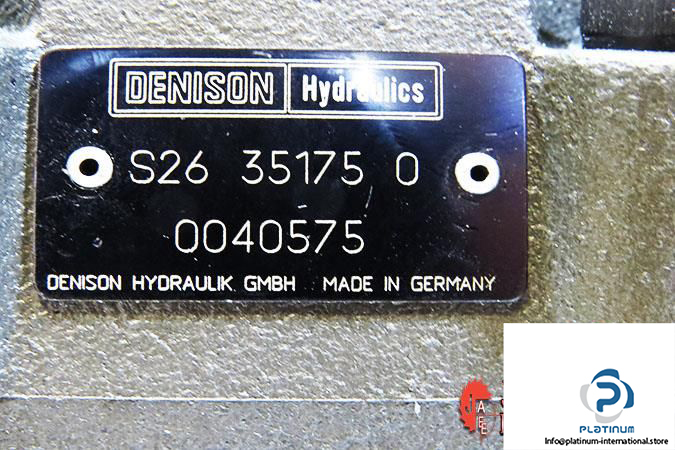 DENISON Hydraulics
S26 35175 0
0040575
DENISON HYDRAULIK GMBH MADE IN GERMANY
PLATINUM
Info@platinum-international.store